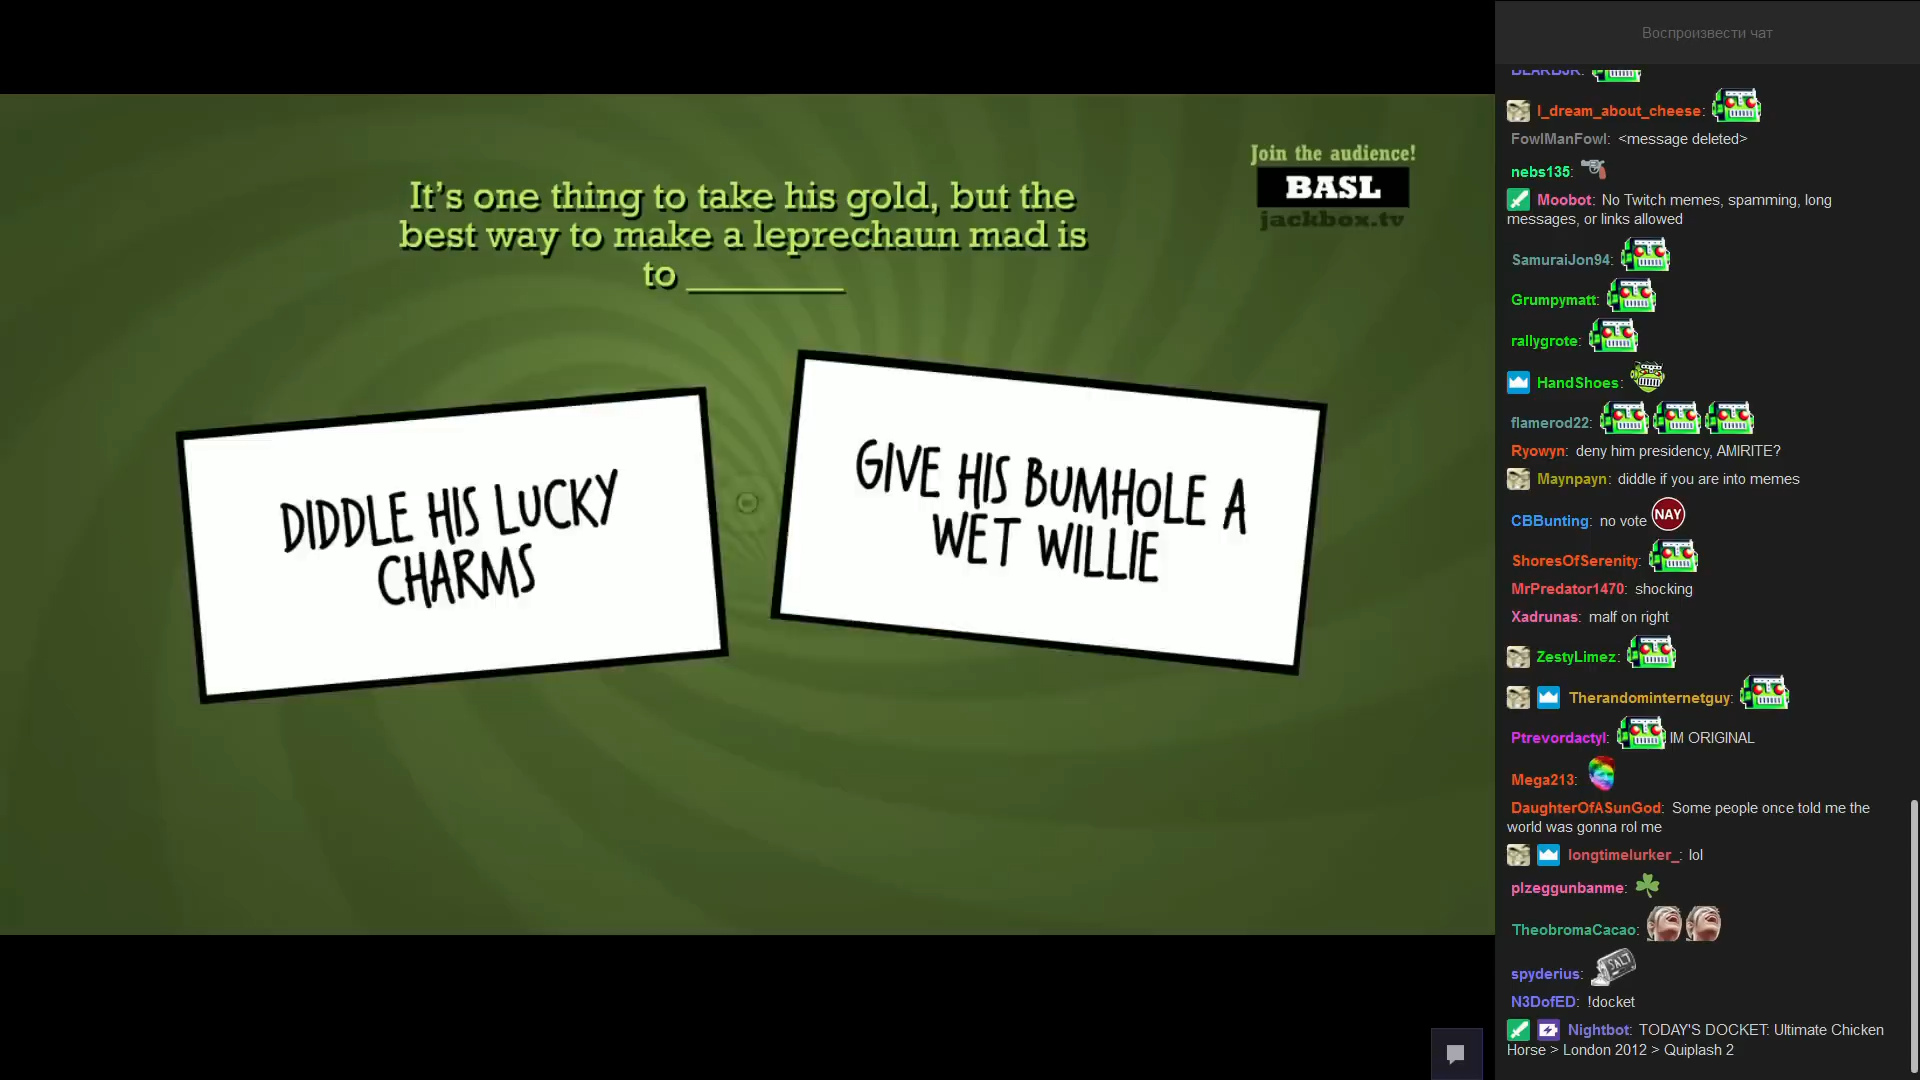 It's one thing to take his gold, but the
best way to make a leprechaun mad is
to ________
Join the audience!
BASL
jackbox.tv
DIDDLE HIS LUCKY
CHARMS
GIVE HIS BUMHOLE A
WET WILLIE
Воспроизвести чат
BEARBJR:
I_dream_about_cheese:
FowlManFowl: <message deleted>
nebs135:
Moobot: No Twitch memes, spamming, long
messages, or links allowed
SamuraiJon94:
Grumpymatt:
rallygrote:
HandShoes:
flamerod22:
Ryowyn: deny him presidency, AMIRITE?
Maynpayn: diddle if you are into memes
CBBunting: no vote NAY
ShoresOfSerenity:
MrPredator1470: shocking
Xadrunas: malf on right
ZestyLimez:
Therandominternetguy:
Ptrevordactyl: IM ORIGINAL
Mega213:
DaughterOfASunGod: Some people once told me the
world was gonna rol me
longtimelurker_: lol
plzeggunbanme:
TheobromaCacao:
spyderius: SALT
N3DofED: !docket
Nightbot: TODAY'S DOCKET: Ultimate Chicken
Horse > London 2012 > Quiplash 2